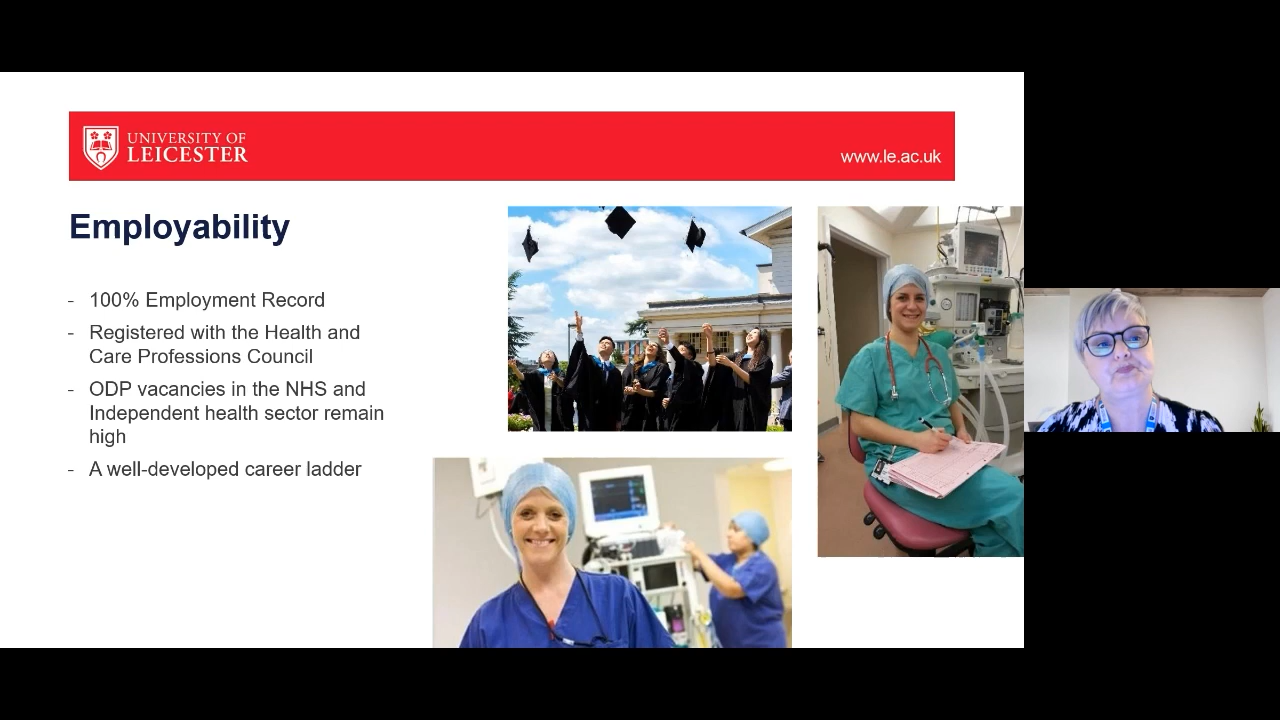 UNIVERSITY OF
LEICESTER
www.le.ac.uk
Employability
- 100% Employment Record
- Registered with the Health and
Care Professions Council
- ODP vacancies in the NHS and
Independent health sector remain
high
- A well-developed career ladder